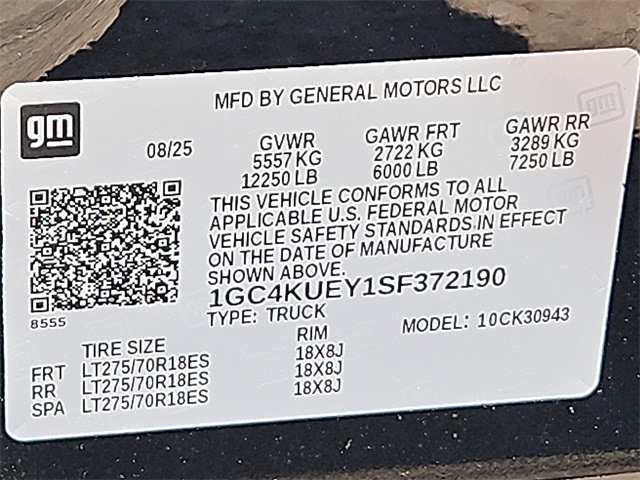 gm
MFD BY GENERAL MOTORS LLC
08/25
GVWR GAWR FRT GAWR RR
5557 KG 2722 KG 3289 KG
12250 LB 6000 LB 7250 LB
THIS VEHICLE CONFORMS TO ALL
APPLICABLE U.S. FEDERAL MOTOR
VEHICLE SAFETY STANDARDS IN EFFECT
ON THE DATE OF MANUFACTURE
SHOWN ABOVE.
1GC4KUEY1SF372190
8555
TYPE: TRUCK MODEL: 10CK30943
TIRE SIZE RIM
FRT LT275/70R18ES 18X8J
RR LT275/70R18ES 18X8J
SPA LT275/70R18ES 18X8J